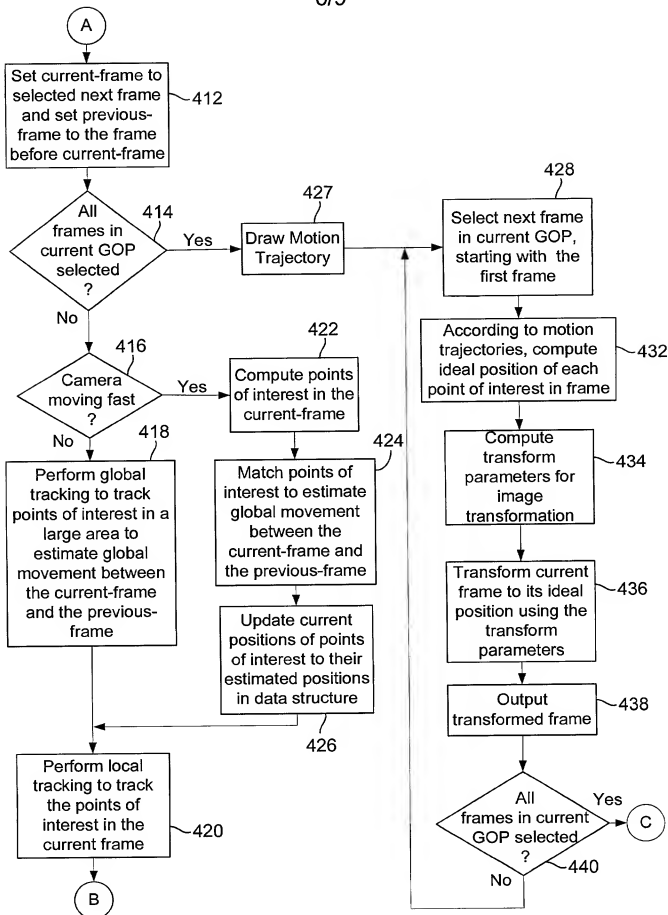 A
Set current-frame to
selected next frame
and set previous-
frame to the frame
before current-frame
412
All
frames in
current GOP
selected
?
414
Yes
No
427
Draw Motion
Trajectory
416
Camera
moving fast
?
Yes
No
418
Perform global
tracking to track
points of interest in a
large area to
estimate global
movement between
the current-frame
and the previous-
frame
422
Compute points
of interest in the
current-frame
424
Match points of
interest to estimate
global movement
between the
current-frame and
the previous-frame
Update current
positions of points
of interest to their
estimated positions
in data structure
426
Perform local
tracking to track
the points of
interest in the
current frame
420
B
428
Select next frame
in current GOP,
starting with the
first frame
According to motion
trajectories, compute
ideal position of each
point of interest in frame
432
Compute
transform
parameters for
image
transformation
434
Transform current
frame to its ideal
position using the
transform
parameters
436
Output
transformed frame
438
All
frames in current
GOP selected
?
Yes
C
440
No